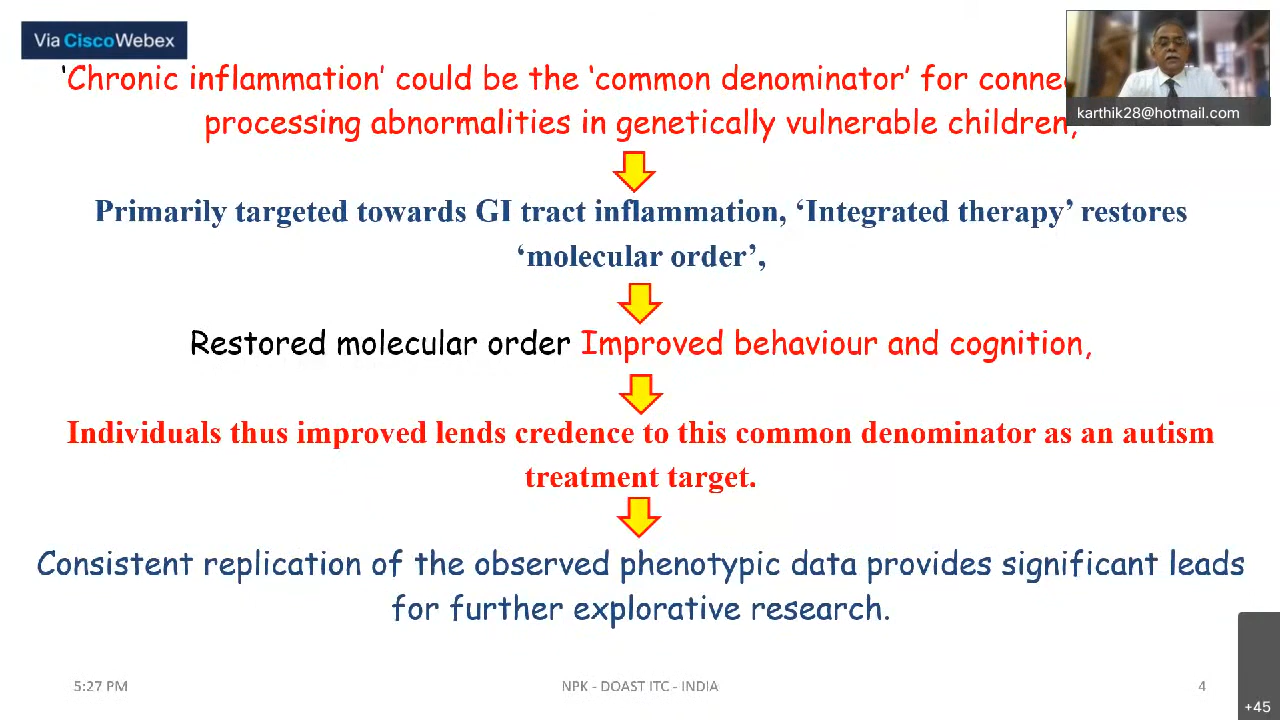 Via CiscoWebex
'Chronic inflammation' could be the 'common denominator' for
karthik28@hotmail.com
processing abnormalities in genetically vulnerable children,
Primarily targeted towards GI tract inflammation, 'Integrated therapy' restores
'molecular order',
Restored molecular order Improved behaviour and cognition,
Individuals thus improved lends credence to this common denominator as an autism
treatment target.
Consistent replication of the observed phenotypic data provides significant leads
for further explorative research.
5:27 PM NPK - DOAST ITC - INDIA 4
+45